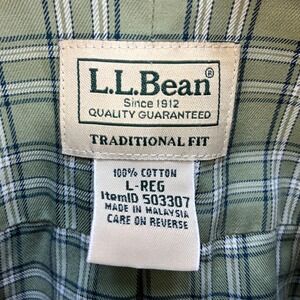 L.L.Bean®
Since 1912
QUALITY GUARANTEED
TRADITIONAL FIT
100% COTTON
L-REG
ItemID 503307
MADE IN MALAYSIA
CARE ON REVERSE